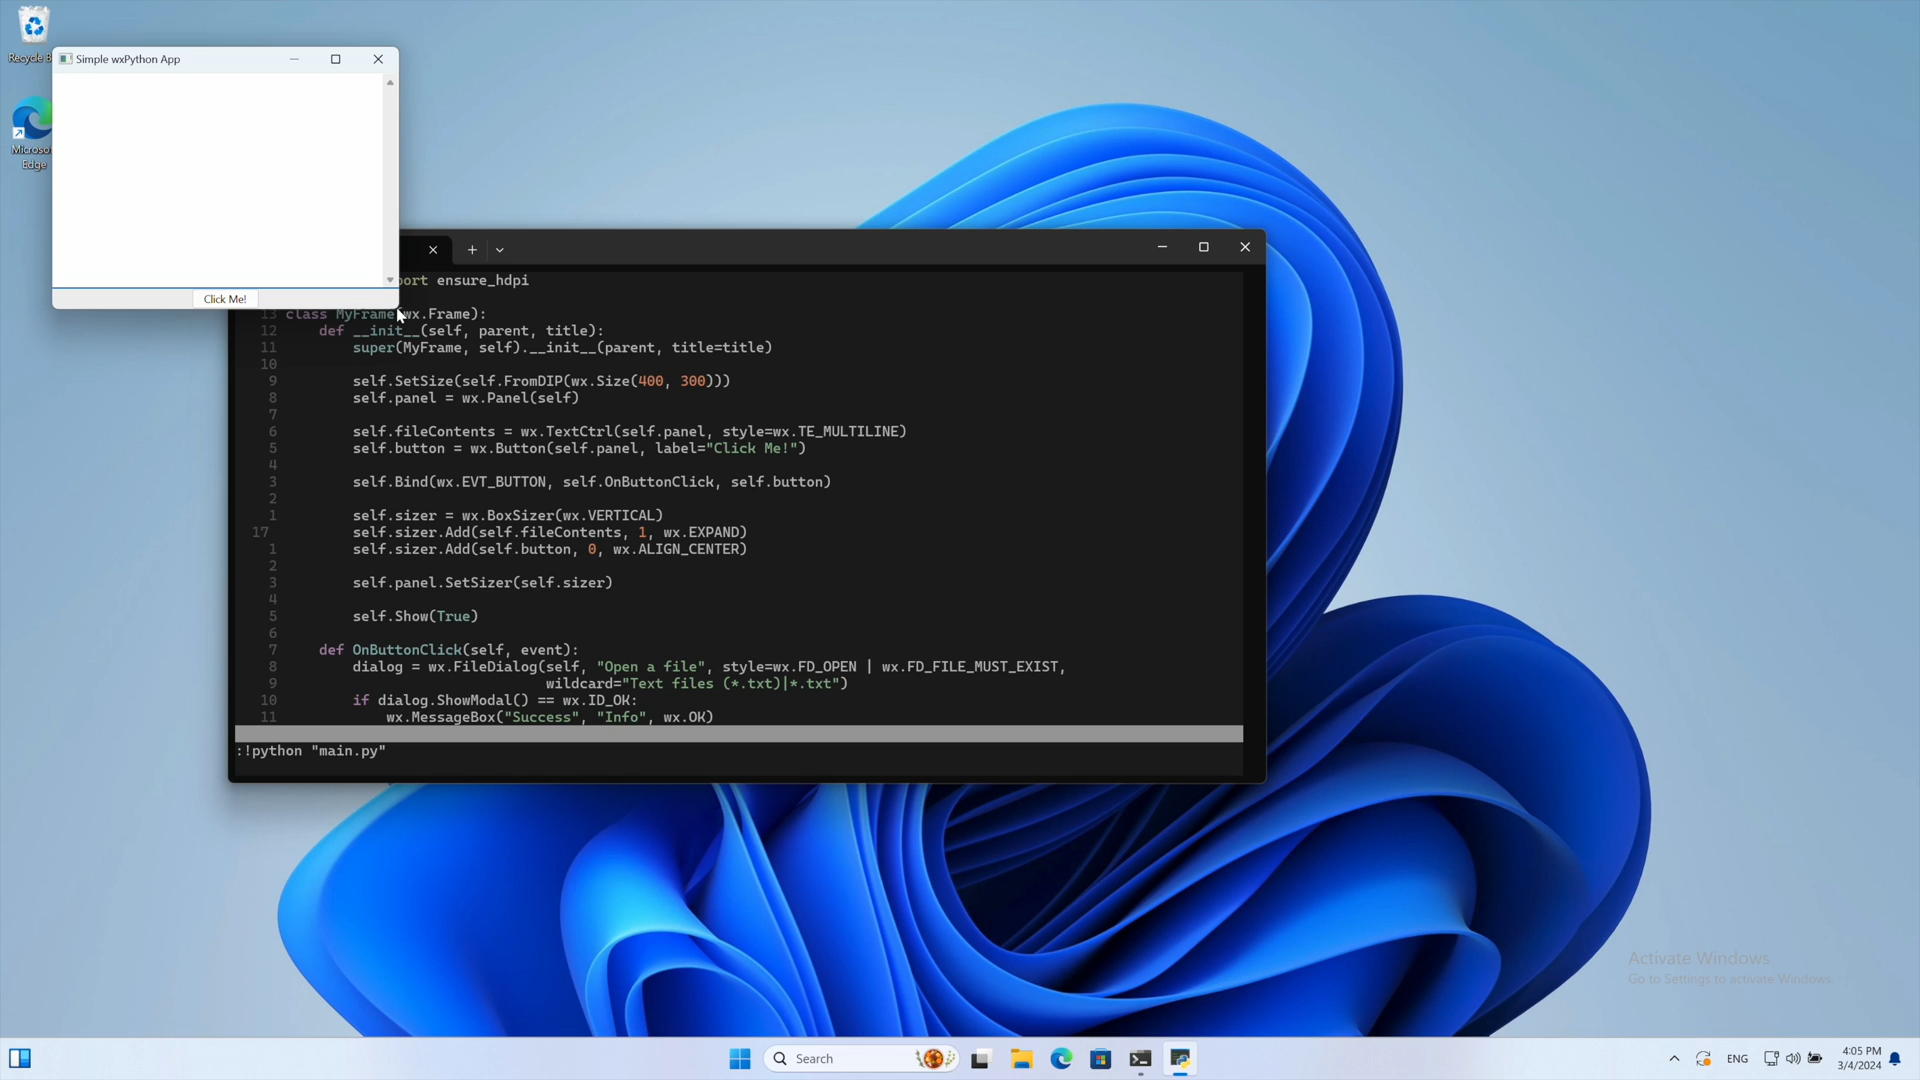 Recycle B
Simple wxPython App
Microso
Edge
Click Me!
port ensure_hdpi
13 class MyFrame(wx.Frame):
12     def __init__(self, parent, title):
11         super(MyFrame, self).__init__(parent, title=title)
10
9         self.SetSize(self.FromDIP(wx.Size(400, 300)))
8         self.panel = wx.Panel(self)
7
6         self.fileContents = wx.TextCtrl(self.panel, style=wx.TE_MULTILINE)
5         self.button = wx.Button(self.panel, label="Click Me!")
4
3         self.Bind(wx.EVT_BUTTON, self.OnButtonClick, self.button)
2
1         self.sizer = wx.BoxSizer(wx.VERTICAL)
17         self.sizer.Add(self.fileContents, 1, wx.EXPAND)
1         self.sizer.Add(self.button, 0, wx.ALIGN_CENTER)
2
3         self.panel.SetSizer(self.sizer)
4
5         self.Show(True)
6
7     def OnButtonClick(self, event):
8         dialog = wx.FileDialog(self, "Open a file", style=wx.FD_OPEN | wx.FD_FILE_MUST_EXIST,
9                                wildcard="Text files (*.txt)|*.txt")
10         if dialog.ShowModal() == wx.ID_OK:
11             wx.MessageBox("Success", "Info", wx.OK)
:!python "main.py"
Activate Windows
Go to Settings to activate Windows.
Search
ENG
4:05 PM
3/4/2024